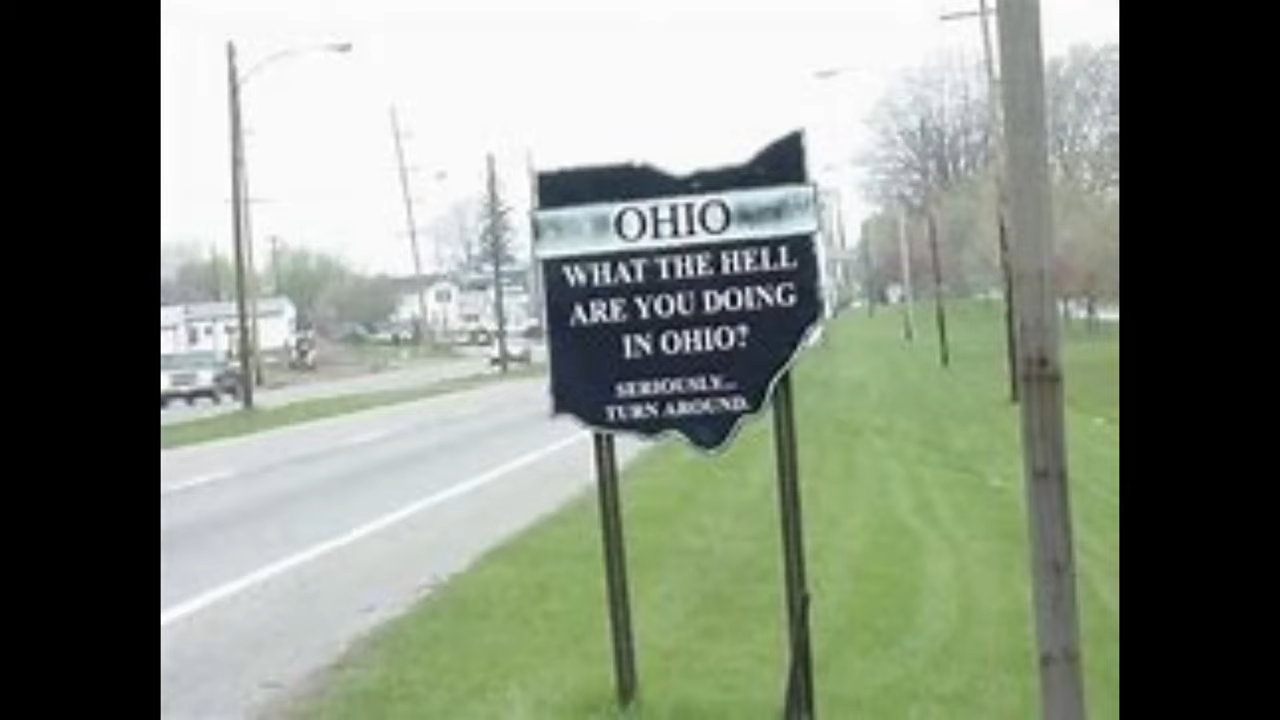 OHIO
WHAT THE HELL
ARE YOU DOING
IN OHIO?
SERIOUSLY...
TURN AROUND.